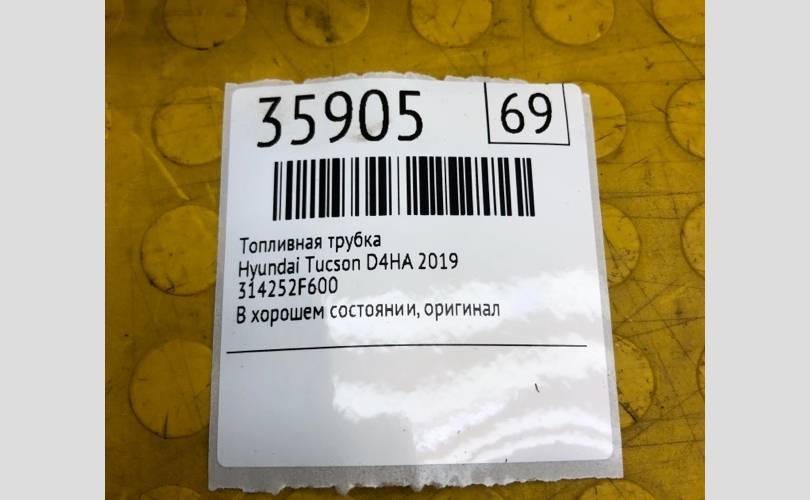 35905
69
Топливная трубка
Hyundai Tucson D4HA 2019
314252F600
В хорошем состоянии, оригинал